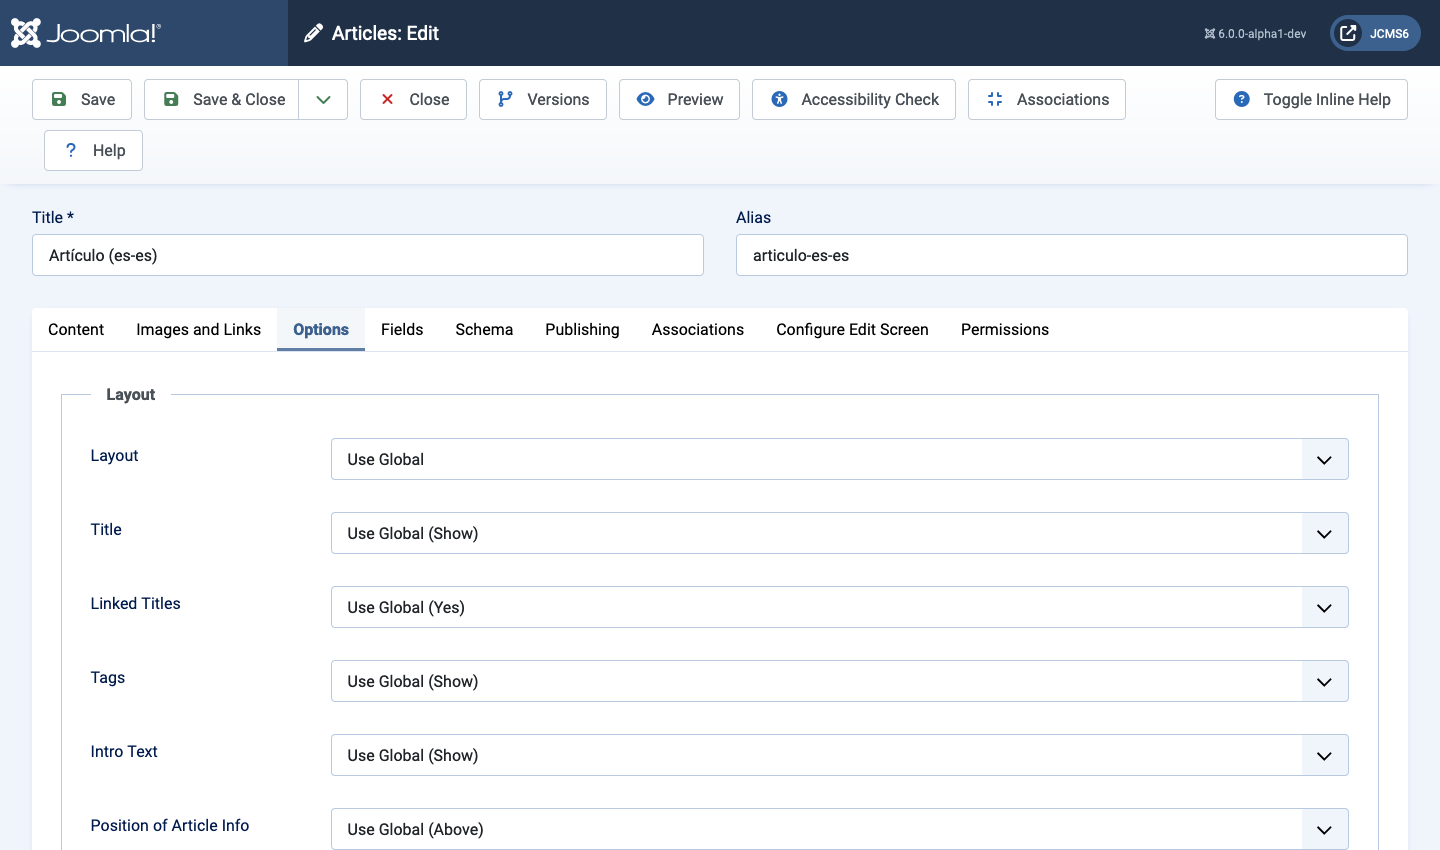 Joomla!®
Articles: Edit
6.0.0-alpha1-dev
JCMS6
Save
Save & Close
Close
Versions
Preview
Accessibility Check
Associations
Toggle Inline Help
? Help
Title *
Alias
Artículo (es-es)
articulo-es-es
Content Images and Links Options Fields Schema Publishing Associations Configure Edit Screen Permissions
Layout
Layout
Use Global
Title
Use Global (Show)
Linked Titles
Use Global (Yes)
Tags
Use Global (Show)
Intro Text
Use Global (Show)
Position of Article Info
Use Global (Above)